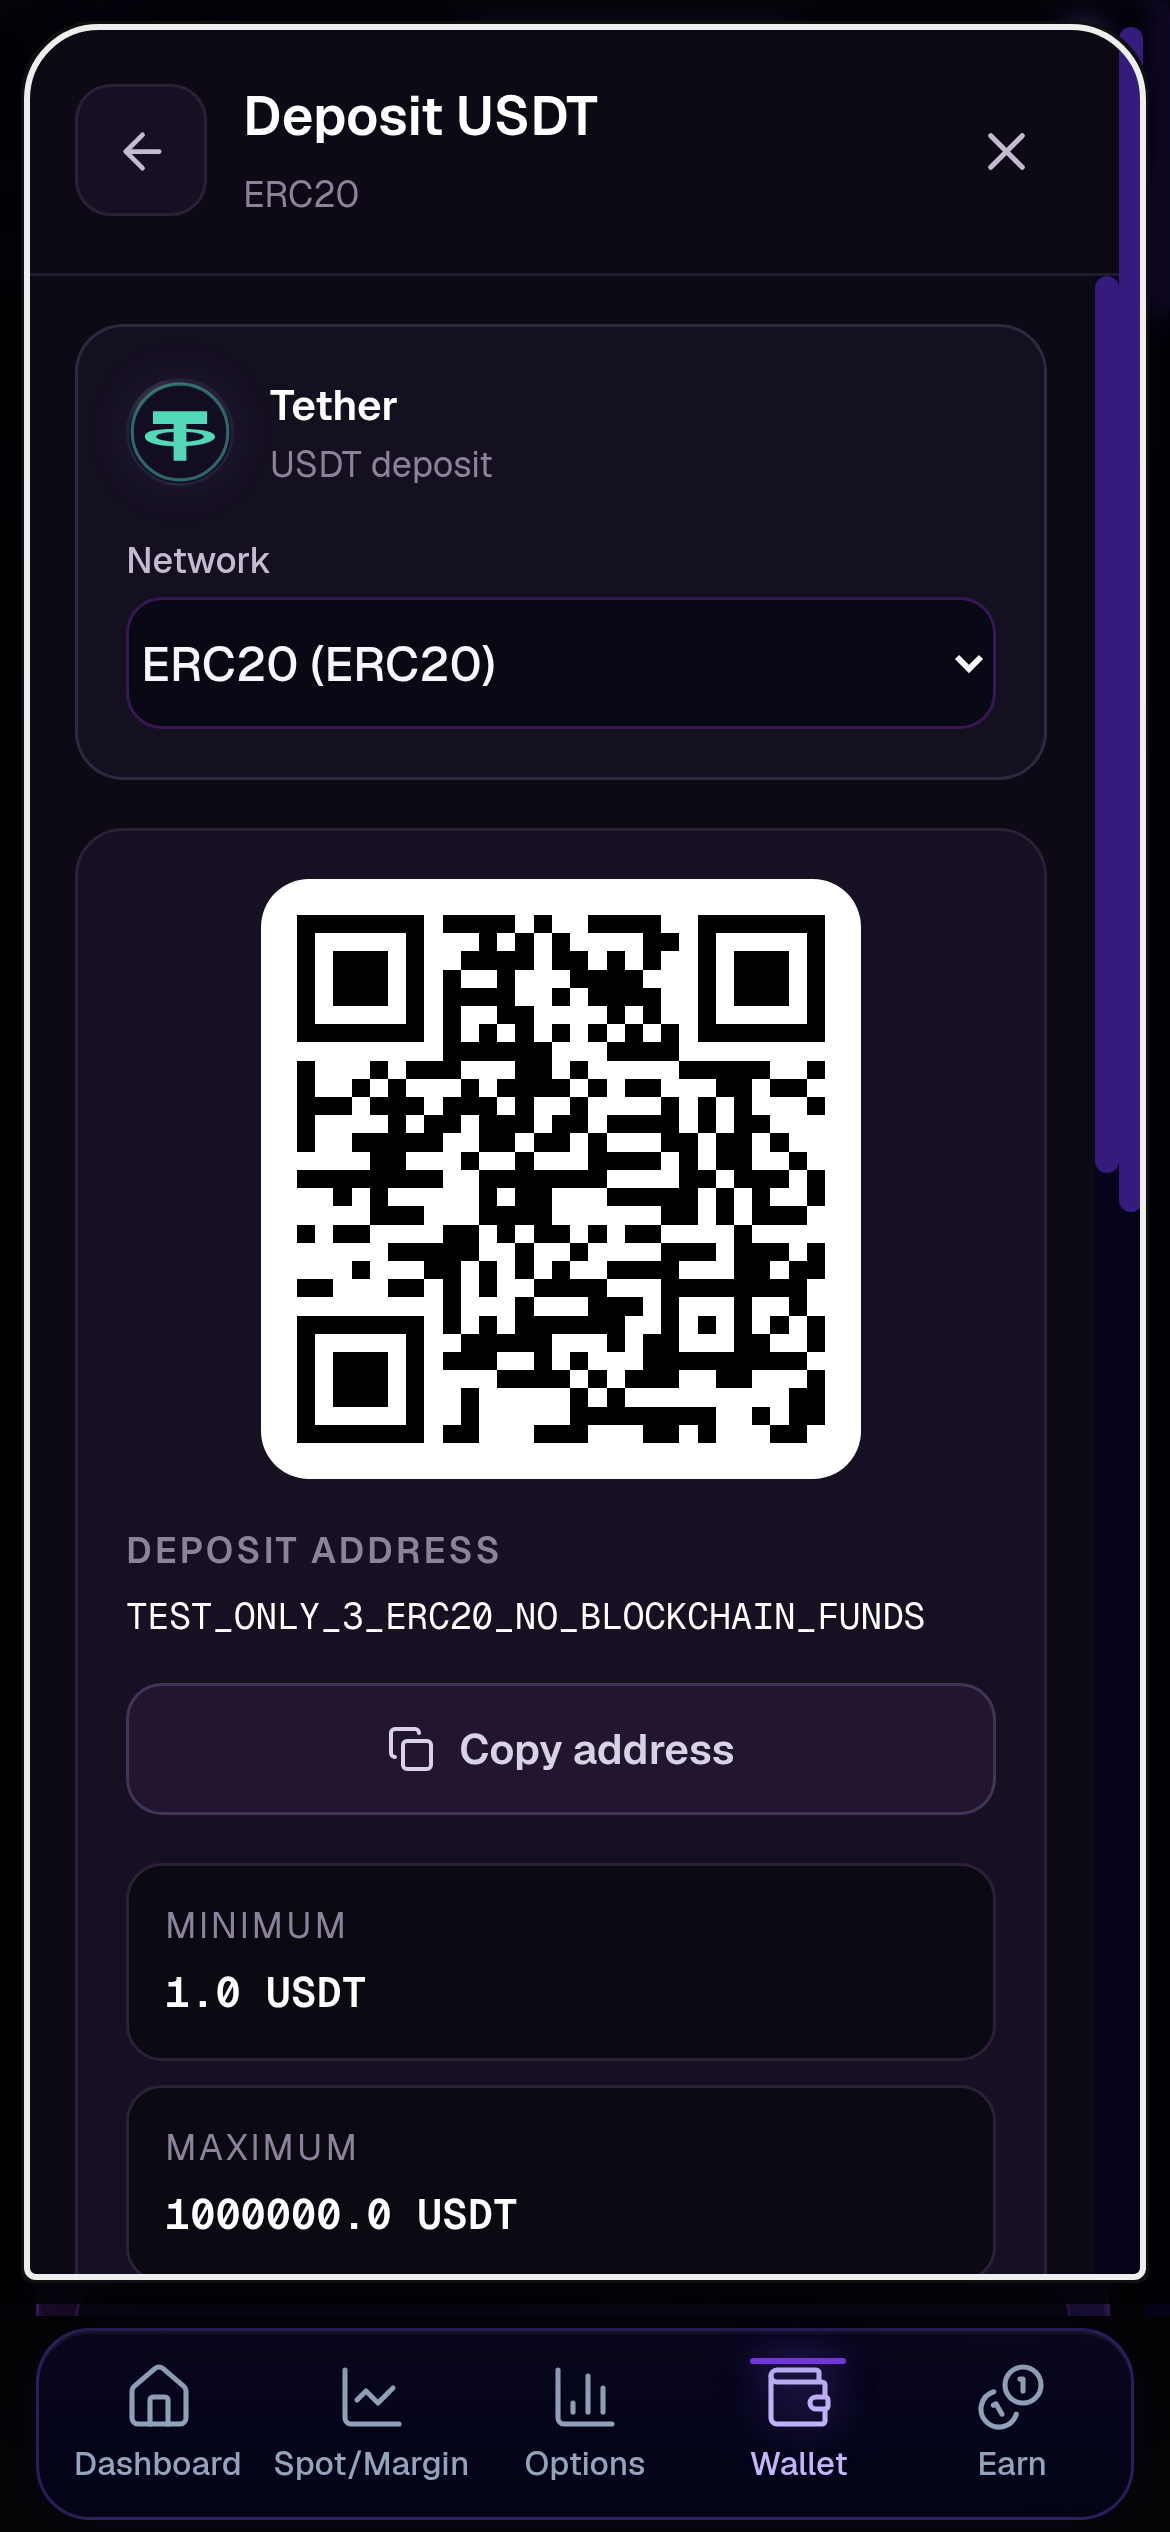 Deposit USDT
ERC20
Tether
USDT deposit
Network
ERC20 (ERC20)
DEPOSIT ADDRESS
TEST_ONLY_3_ERC20_NO_BLOCKCHAIN_FUNDS
Copy address
MINIMUM
1.0 USDT
MAXIMUM
1000000.0 USDT
Dashboard
Spot/Margin
Options
Wallet
Earn